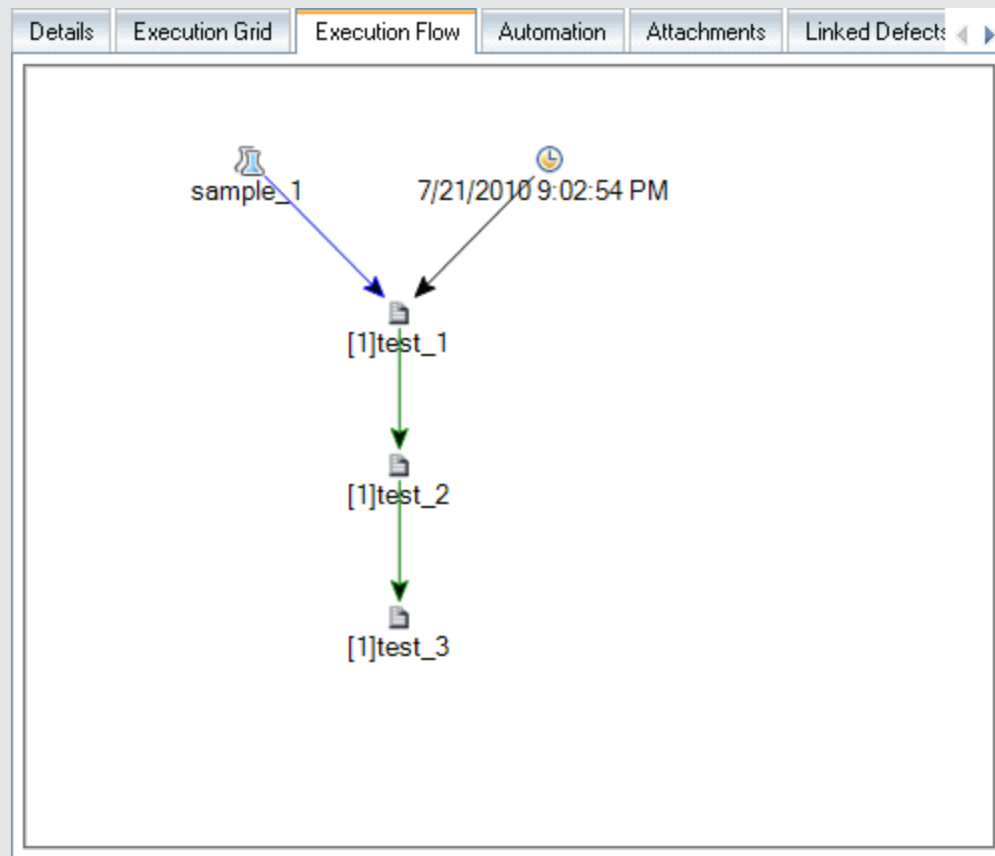 Details Execution Grid Execution Flow Automation Attachments Linked Defects
sample_1 7/21/2010 9:02:54 PM
[1]test_1
[1]test_2
[1]test_3